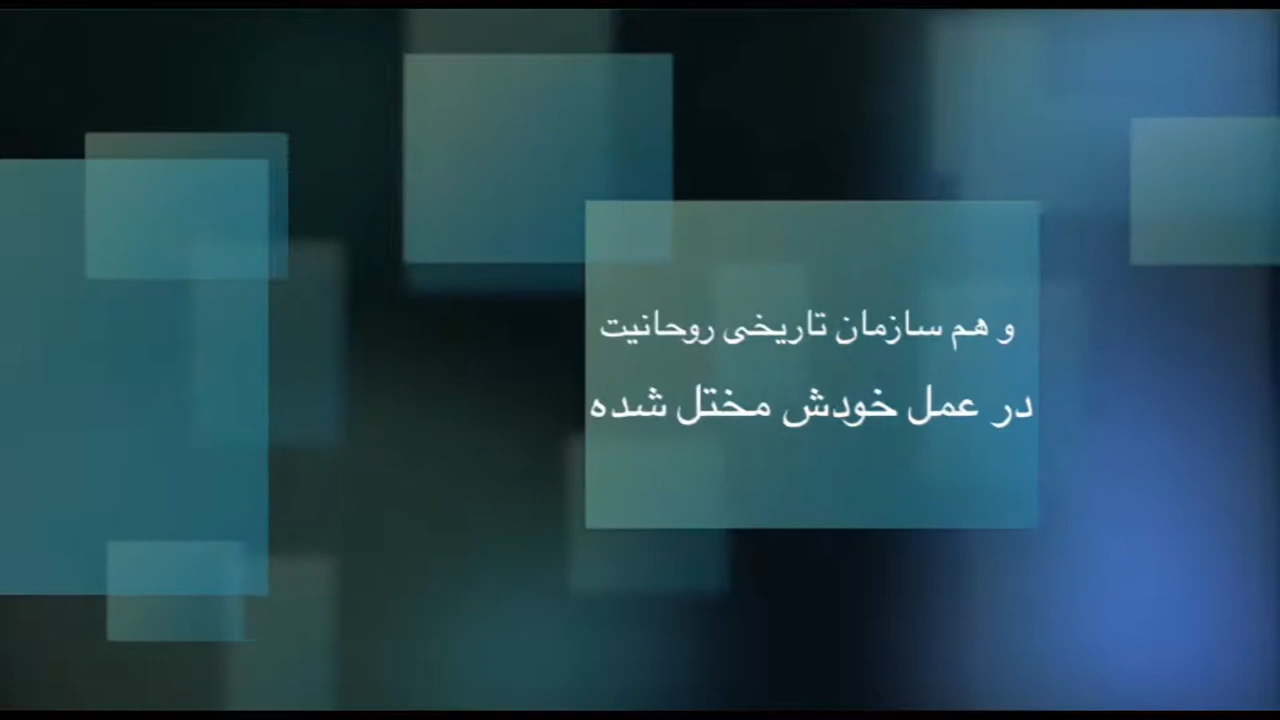 و هم سازمان تاریخی روحانیت
در عمل خودش مختل شده